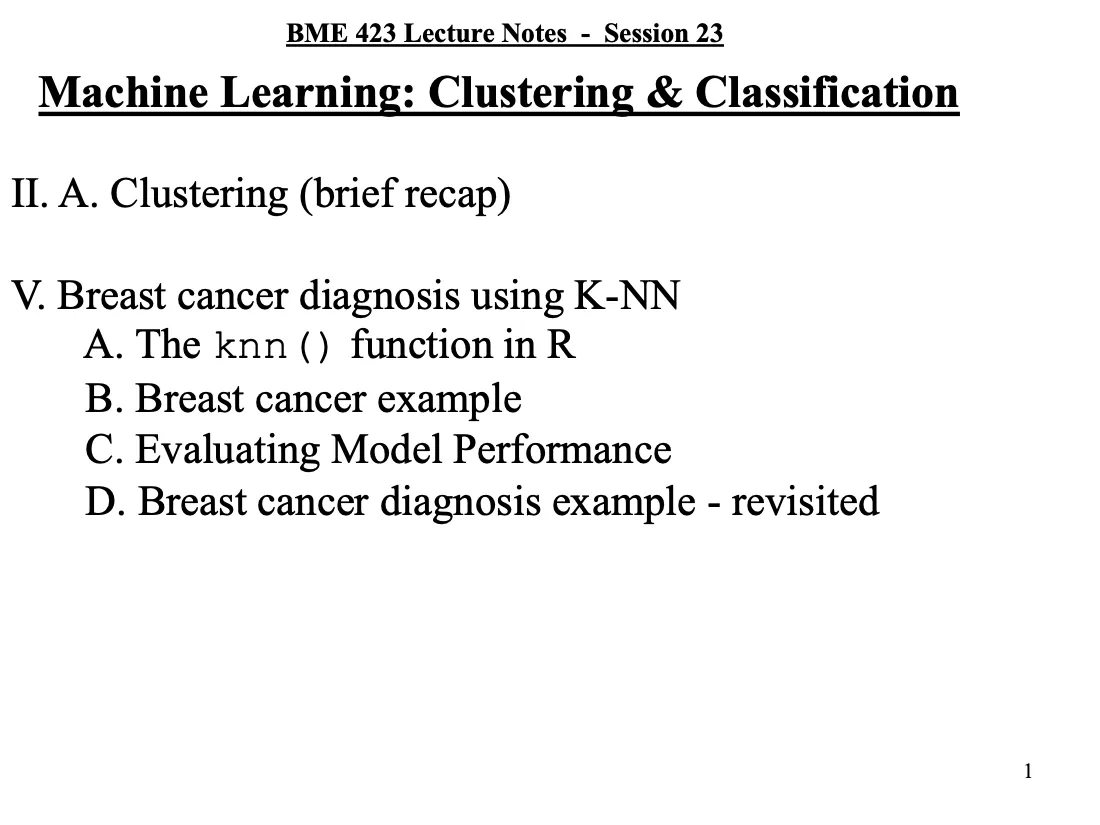 BME 423 Lecture Notes - Session 23
Machine Learning: Clustering & Classification
II. A. Clustering (brief recap)
V. Breast cancer diagnosis using K-NN
A. The knn() function in R
B. Breast cancer example
C. Evaluating Model Performance
D. Breast cancer diagnosis example - revisited
1